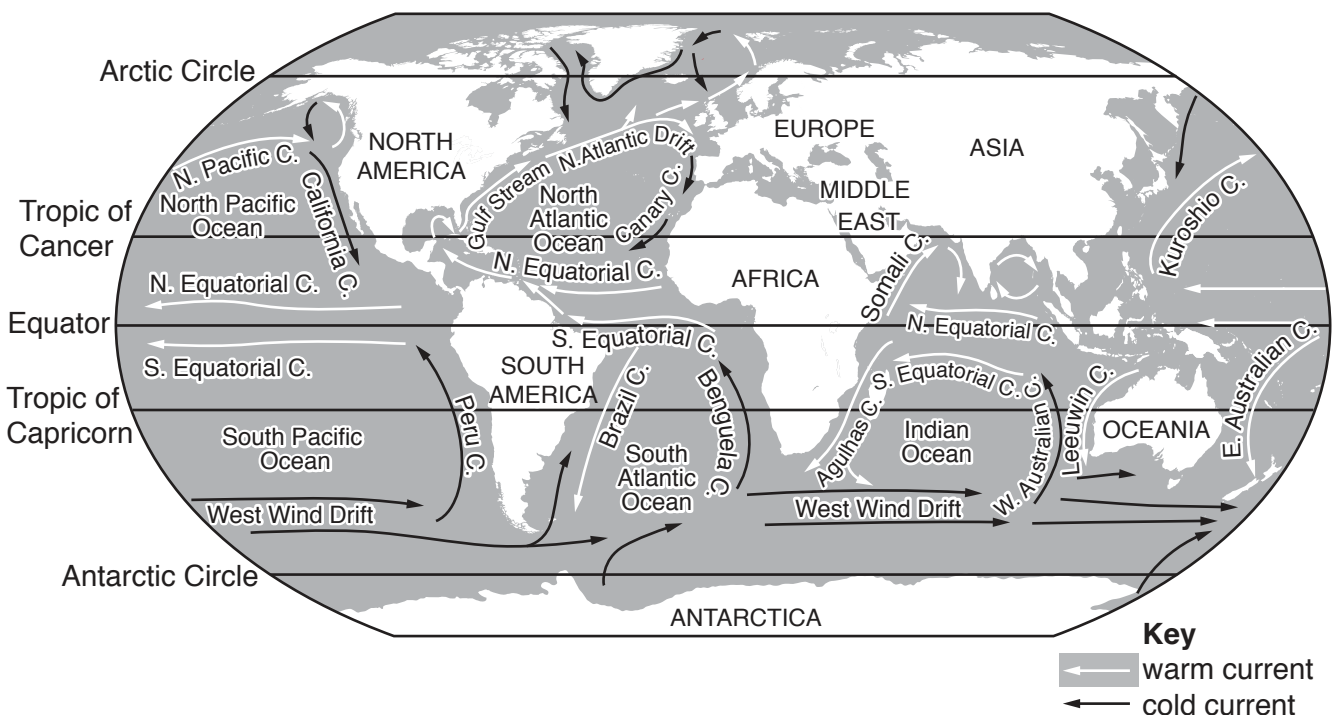 Arctic Circle
NORTH
AMERICA
EUROPE
ASIA
N. Pacific C.
N.Atlantic Drift
Gulf Stream
MIDDLE
EAST
Tropic of
Cancer
North Pacific
Ocean
California C.
North
Atlantic
Ocean
Canary C.
Kuroshio C.
N. Equatorial C.
N. Equatorial C.
AFRICA
Somali C.
Equator
N. Equatorial C.
S. Equatorial C.
S. Equatorial C.
SOUTH
AMERICA
S. Equatorial C.
E. Australian C.
Tropic of
Capricorn
Peru C.
Brazil C.
Benguela C.
Agulhas C.
W. Australian C.
Leeuwin C.
OCEANIA
South Pacific
Ocean
South
Atlantic
Ocean
Indian
Ocean
West Wind Drift
West Wind Drift
Antarctic Circle
ANTARCTICA
Key
warm current
cold current